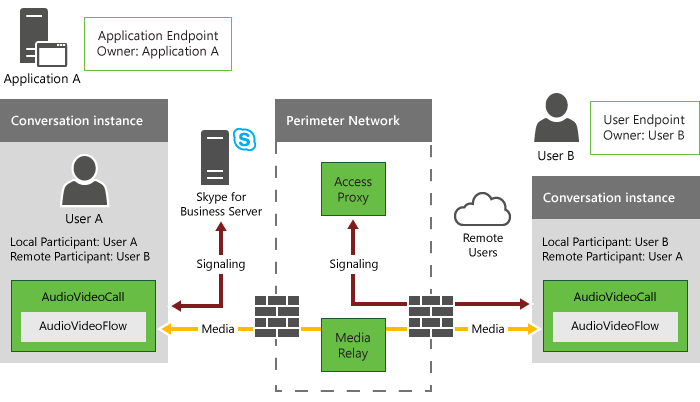 Application Endpoint
Owner: Application A
Application A
Conversation instance
User A
Local Participant: User A
Remote Participant: User B
AudioVideoCall
AudioVideoFlow
S
Skype for
Business Server
Signaling
Media
Perimeter Network
Access
Proxy
Signaling
Media
Relay
Remote
Users
Media
User B
User Endpoint
Owner: User B
Conversation instance
Local Participant: User B
Remote Participant: User A
AudioVideoCall
AudioVideoFlow